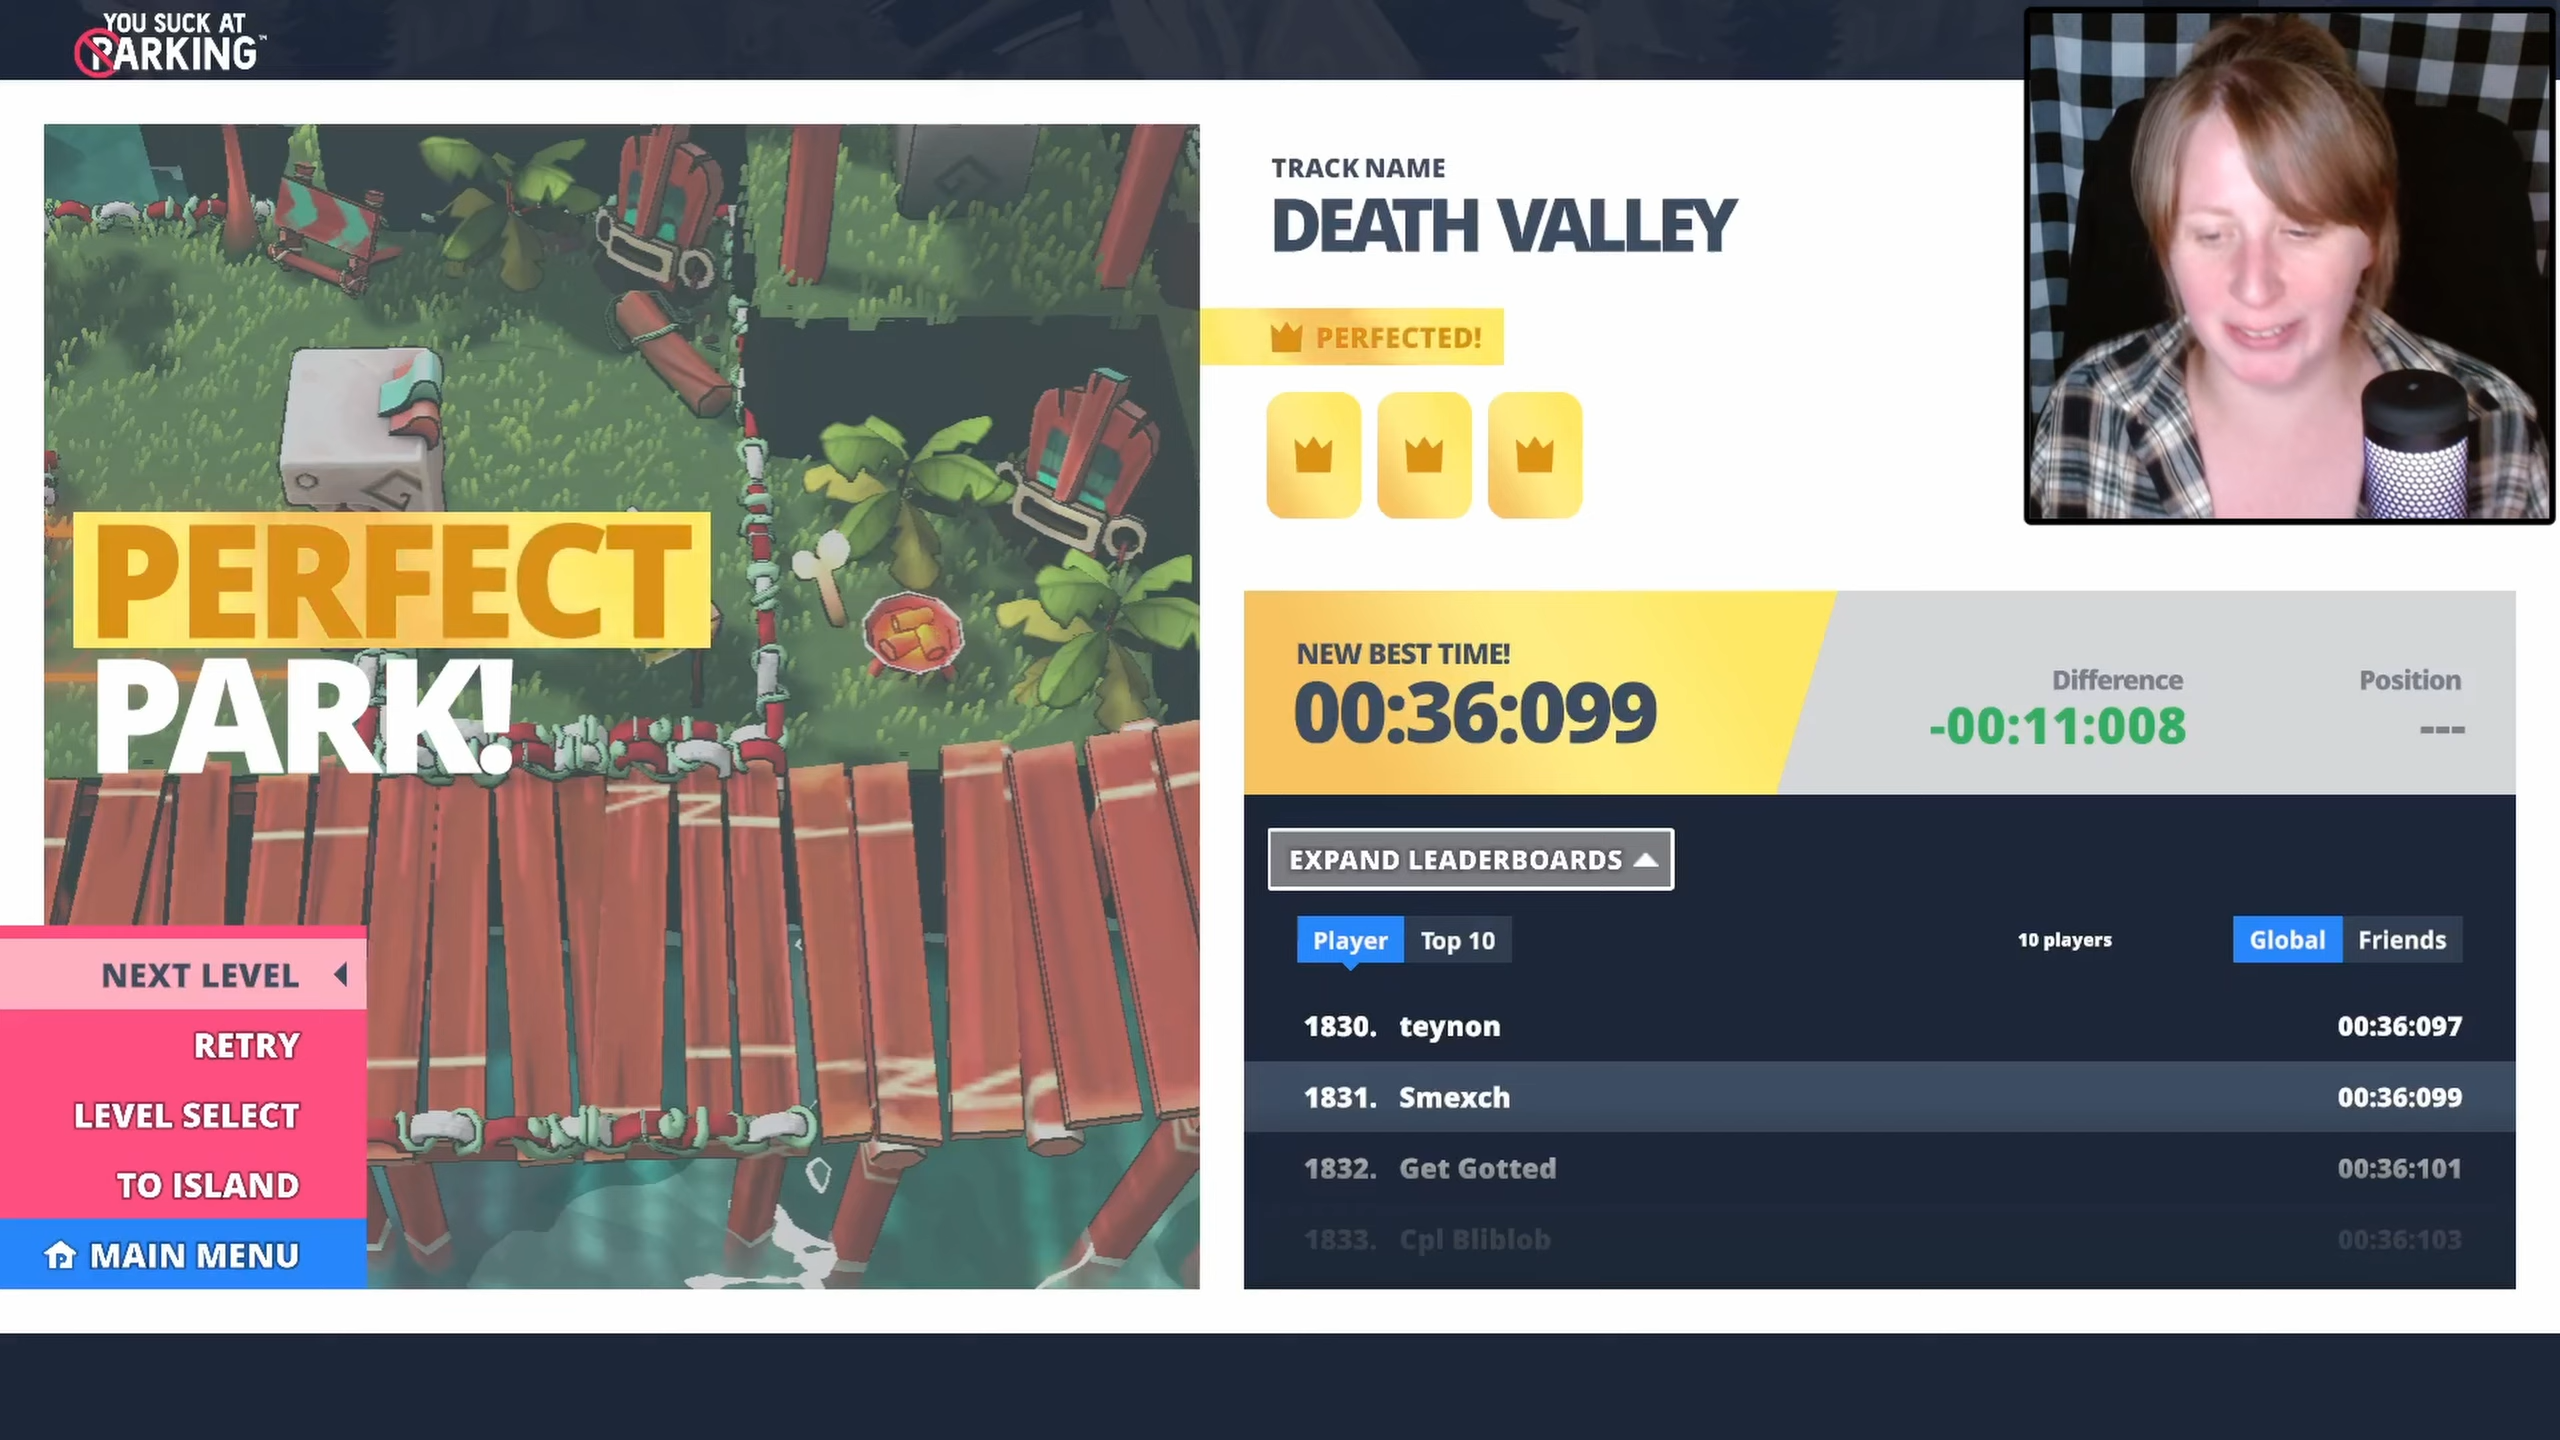 YOU SUCK AT
PARKING™
TRACK NAME
DEATH VALLEY
PERFECTED!
PERFECT
PARK!
NEW BEST TIME!
00:36:099
Difference
-00:11:008
Position
---
EXPAND LEADERBOARDS
Player Top 10 10 players Global Friends
1830. teynon 00:36:097
1831. Smexch 00:36:099
1832. Get Gotted 00:36:101
1833. Cpl Bliblob 00:36:103
NEXT LEVEL
RETRY
LEVEL SELECT
TO ISLAND
MAIN MENU